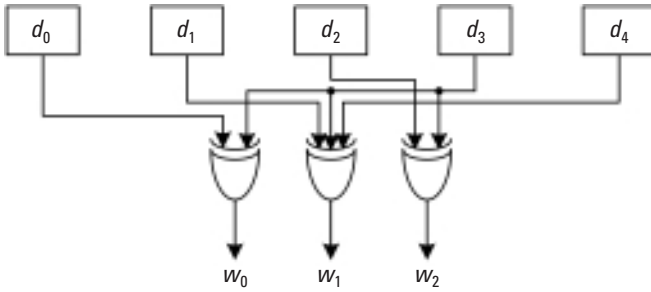 d₀ d₁ d₂ d₃ d₄
w₀ w₁ w₂